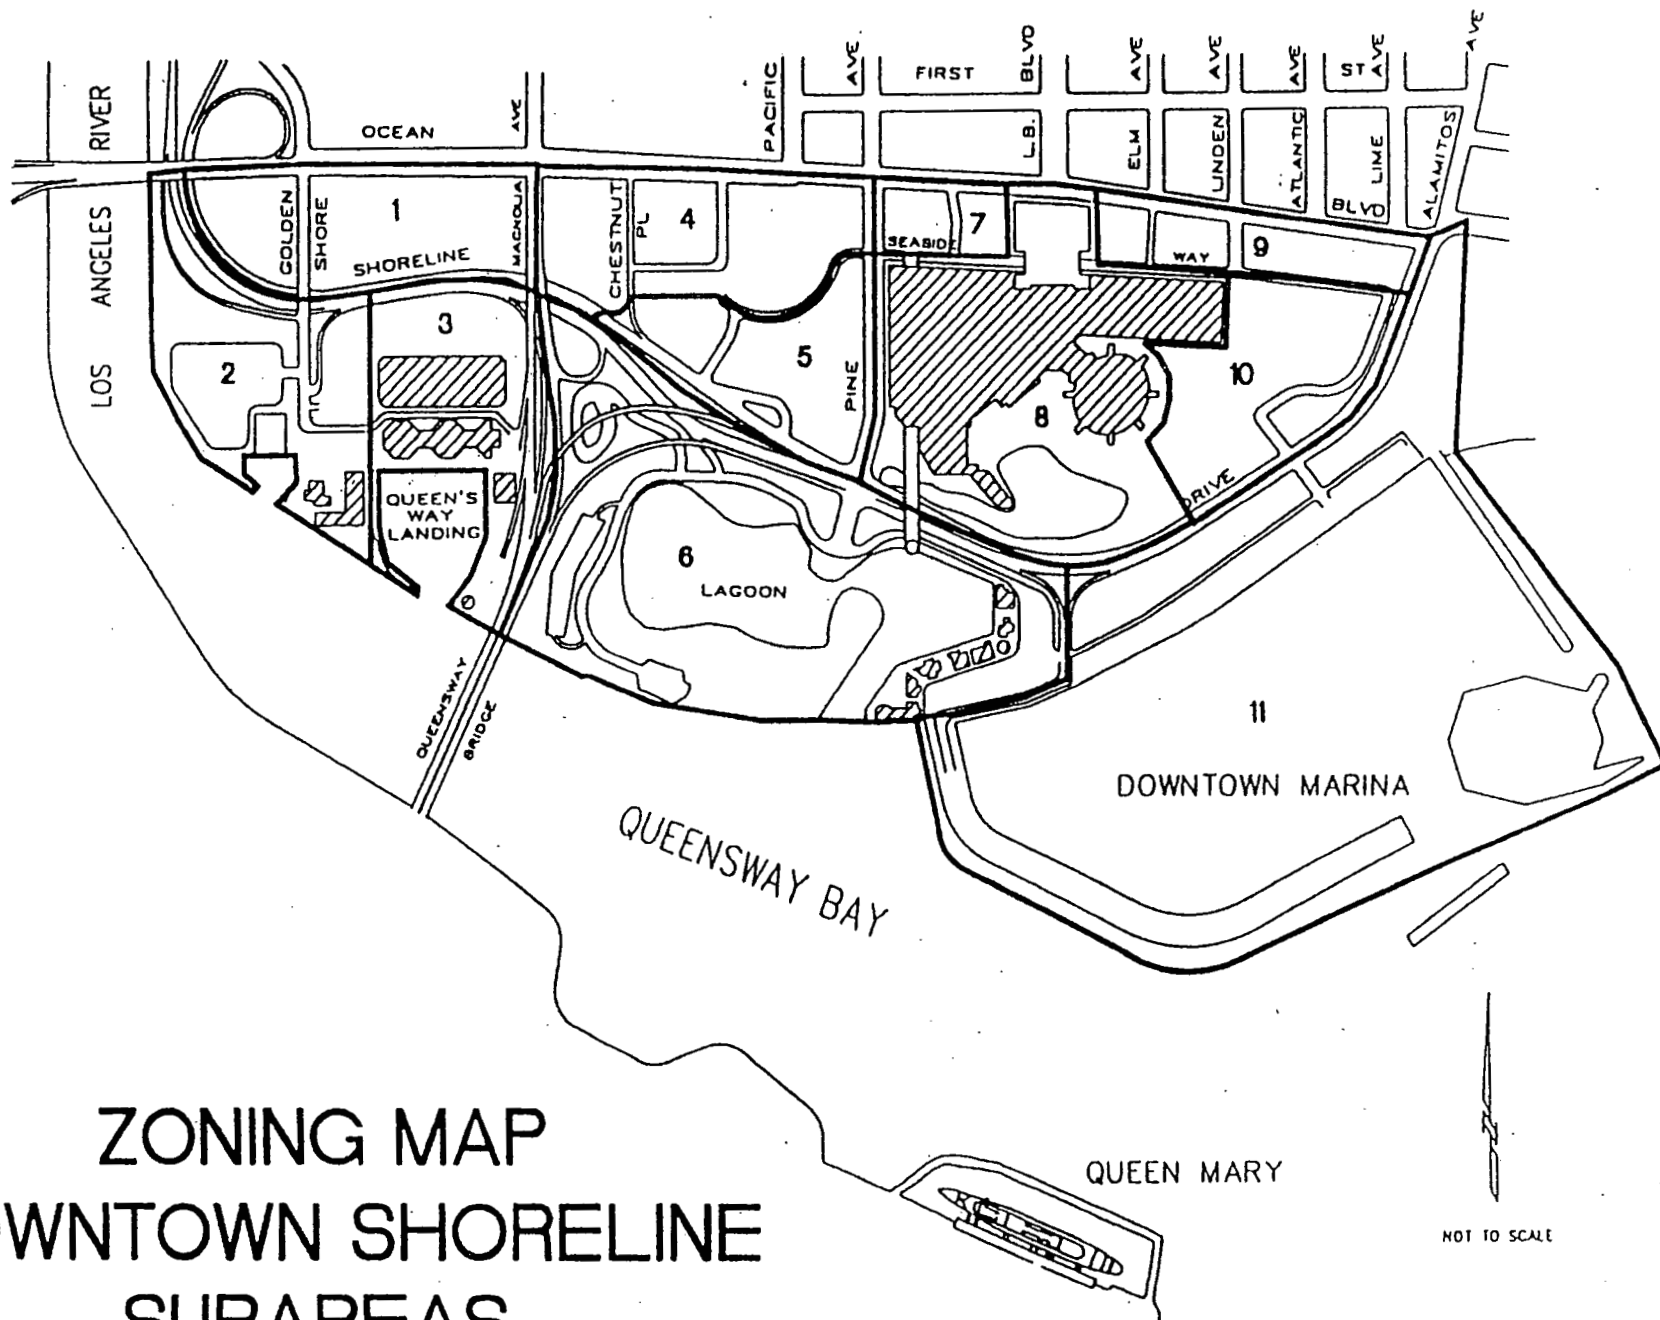 AVE
BLVD
AVE
AVE
AVE
AVE
AVE
FIRST
ST
PACIFIC
RIVER
OCEAN
AVE
L.B.
ELM
LINDEN
ATLANTIC
LIME
ALAMITOS
BLVD
LOS ANGELES
GOLDEN
SHORE
1
SHORELINE
MAGNOLIA
CHESTNUT
PL
4
7
SEASIDE
WAY
9
3
2
5
PINE
10
8
QUEEN'S
WAY
LANDING
DRIVE
6
LAGOON
QUEENSWAY
BRIDGE
11
DOWNTOWN MARINA
QUEENSWAY BAY
QUEEN MARY
NOT TO SCALE
ZONING MAP
OWNTOWN SHORELINE
SUBAREAS